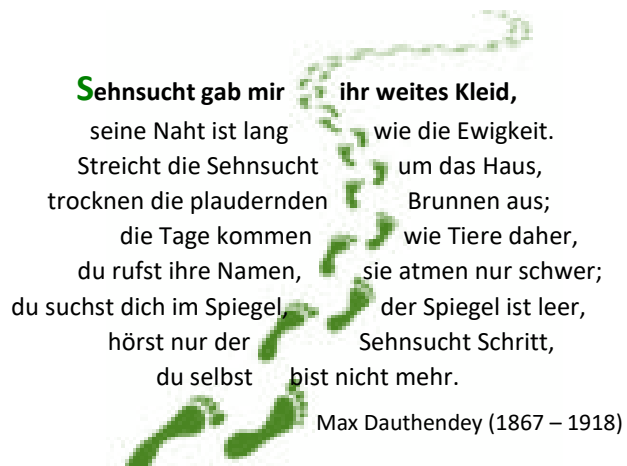 Sehnsucht gab mir ihr weites Kleid,
seine Naht ist lang wie die Ewigkeit.
Streicht die Sehnsucht um das Haus,
trocknen die plaudernden Brunnen aus;
die Tage kommen wie Tiere daher,
du rufst ihre Namen, sie atmen nur schwer;
du suchst dich im Spiegel, der Spiegel ist leer,
hörst nur der Sehnsucht Schritt,
du selbst bist nicht mehr.
Max Dauthendey (1867 – 1918)